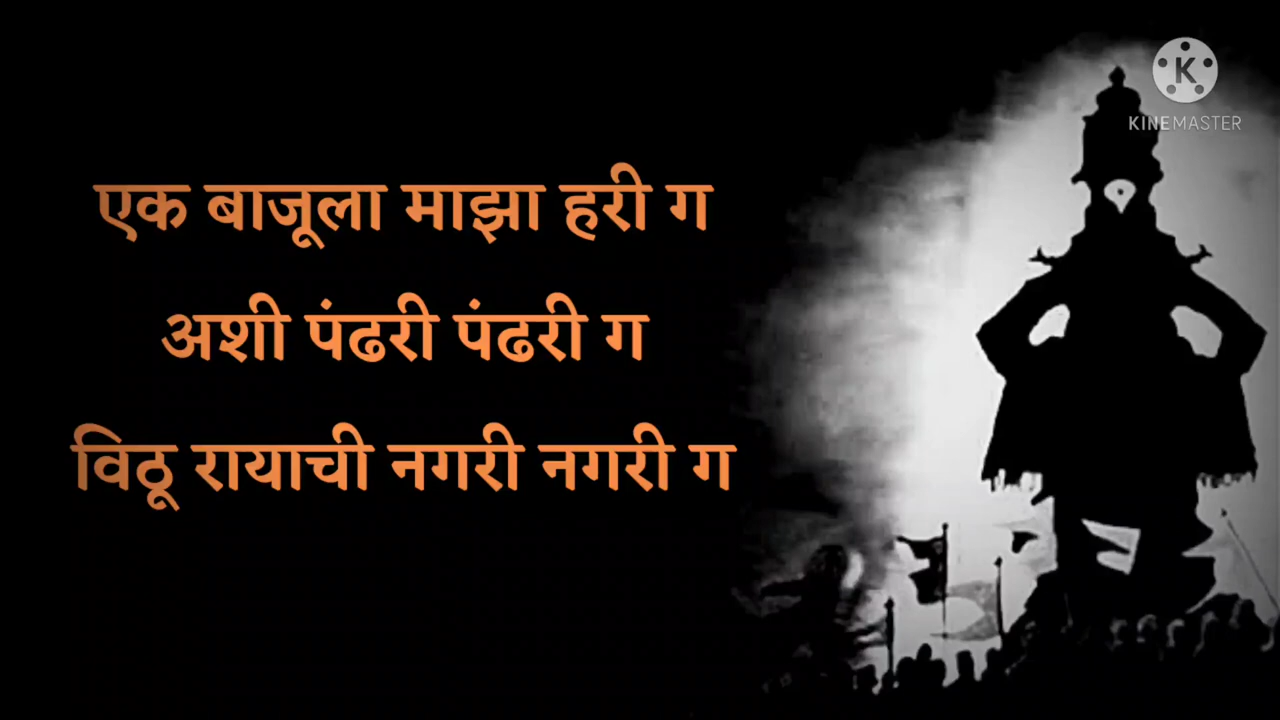 KINEMASTER
एक बाजूला माझा हरी ग
अशी पंढरी पंढरी ग
विठू रायाची नगरी नगरी ग